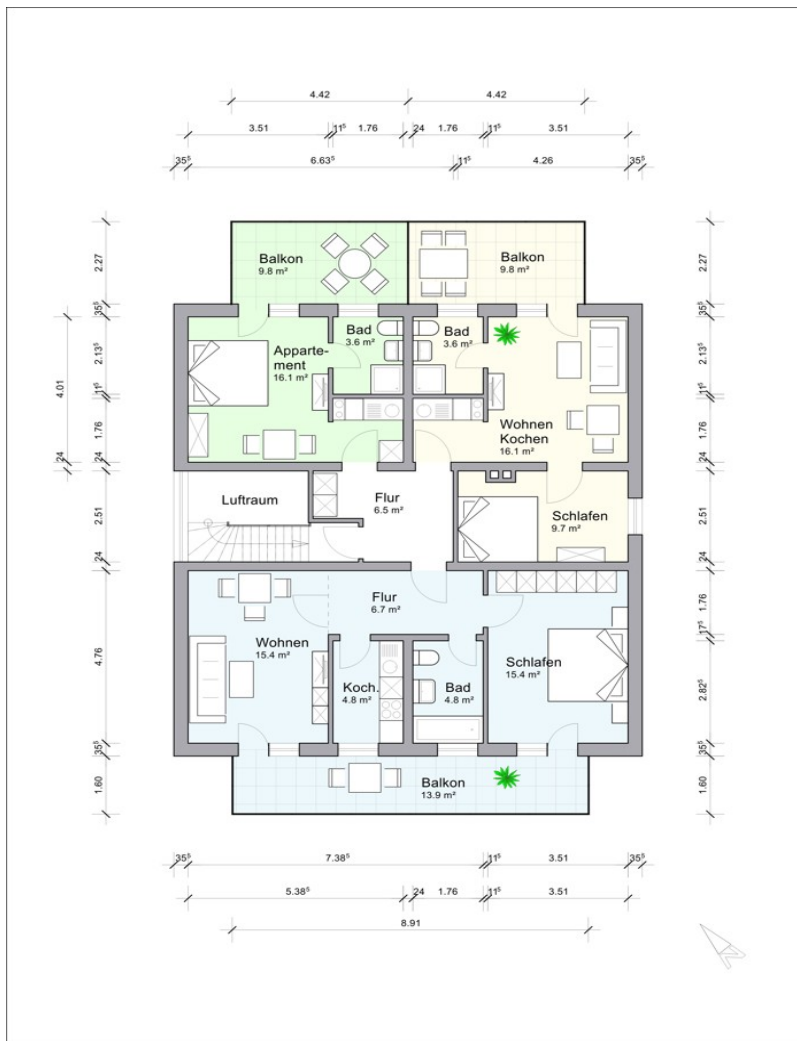 4.42 4.42
3.51 11⁵ 1.76 24 1.76 11⁵ 3.51
35⁵ 6.63⁵ 11⁵ 4.26 35⁵
Balkon
9.8 m²
Balkon
9.8 m²
2.27
35⁵
2.13⁵
11⁵
1.76
24
2.51
24
4.76
35⁵
1.60
4.01
24
Bad
3.6 m²
Bad
3.6 m²
Apparte-
ment
16.1 m²
Wohnen
Kochen
16.1 m²
Luftraum
Flur
6.5 m²
Schlafen
9.7 m²
Flur
6.7 m²
Wohnen
15.4 m²
Koch.
4.8 m²
Bad
4.8 m²
Schlafen
15.4 m²
Balkon
13.9 m²
2.27
35⁵
2.13⁵
11⁵
1.76
24
2.51
24
1.76
17⁵
2.82⁵
35⁵
1.60
35⁵ 7.38⁵ 11⁵ 3.51 35⁵
5.38⁵ 24 1.76 11⁵ 3.51
8.91
N